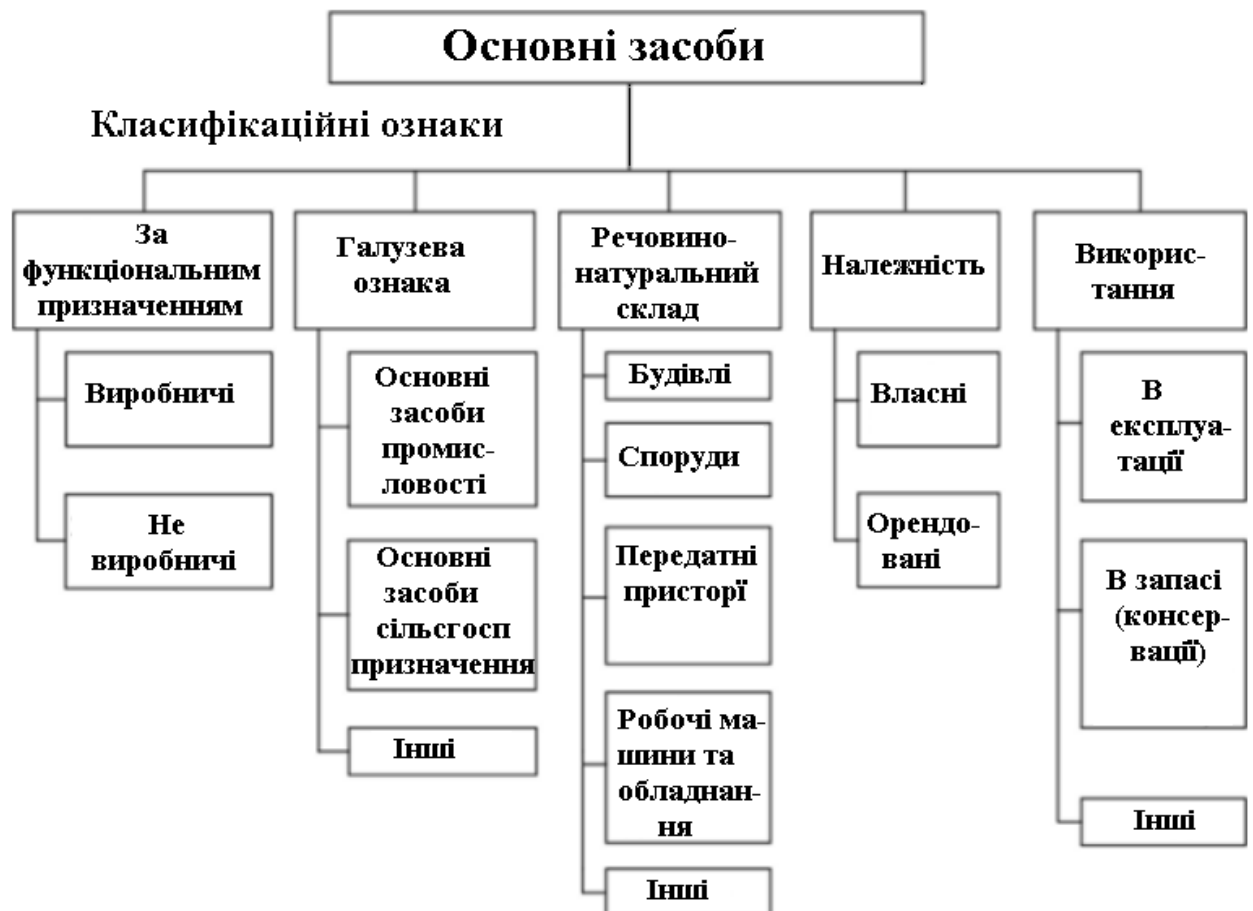 Основні засоби
Класифікаційні ознаки
За
функціональним
призначенням
Виробничі
Не
виробничі
Галузева
ознака
Основні
засоби
промис-
ловості
Основні
засоби
сільсгосп
призначення
Інші
Речовино-
натуральний
склад
Будівлі
Споруди
Передатні
присторї
Робочі ма-
шини та
обладнан-
ня
Інші
Належність
Власні
Орендо-
вані
Викорис-
тання
В
експлуа-
тації
В запасі
(консер-
вації)
Інші